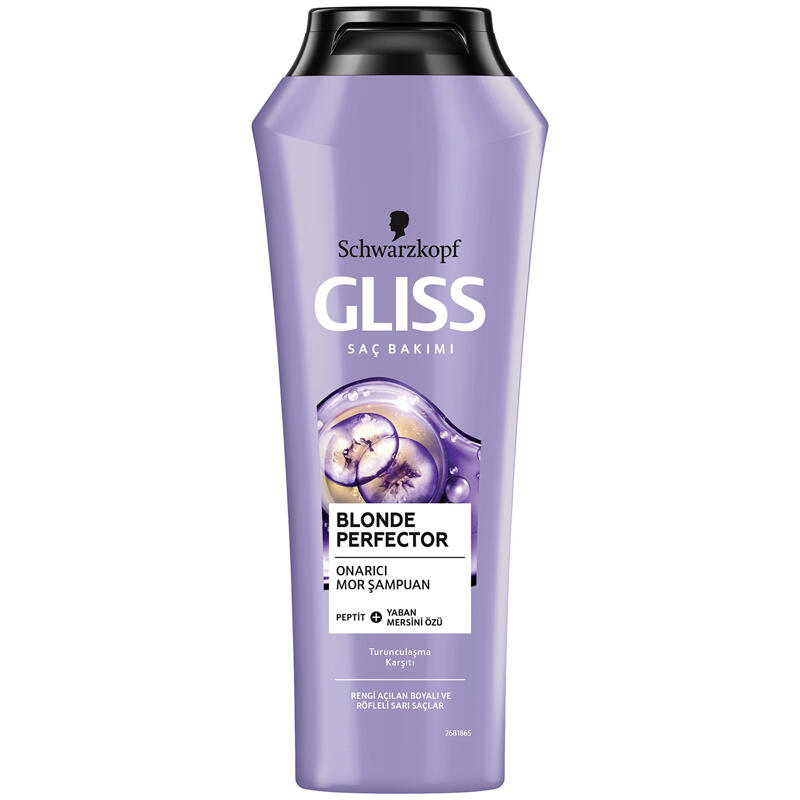 Schwarzkopf
GLISS
SAÇ BAKIMI
BLONDE
PERFECTOR
ONARICI
MOR ŞAMPUAN
PEPTİT + YABAN
MERSİNİ ÖZÜ
Turunculaşma
Karşıtı
RENGİ AÇILAN BOYALI VE
RÖFLELİ SARI SAÇLAR
2681865